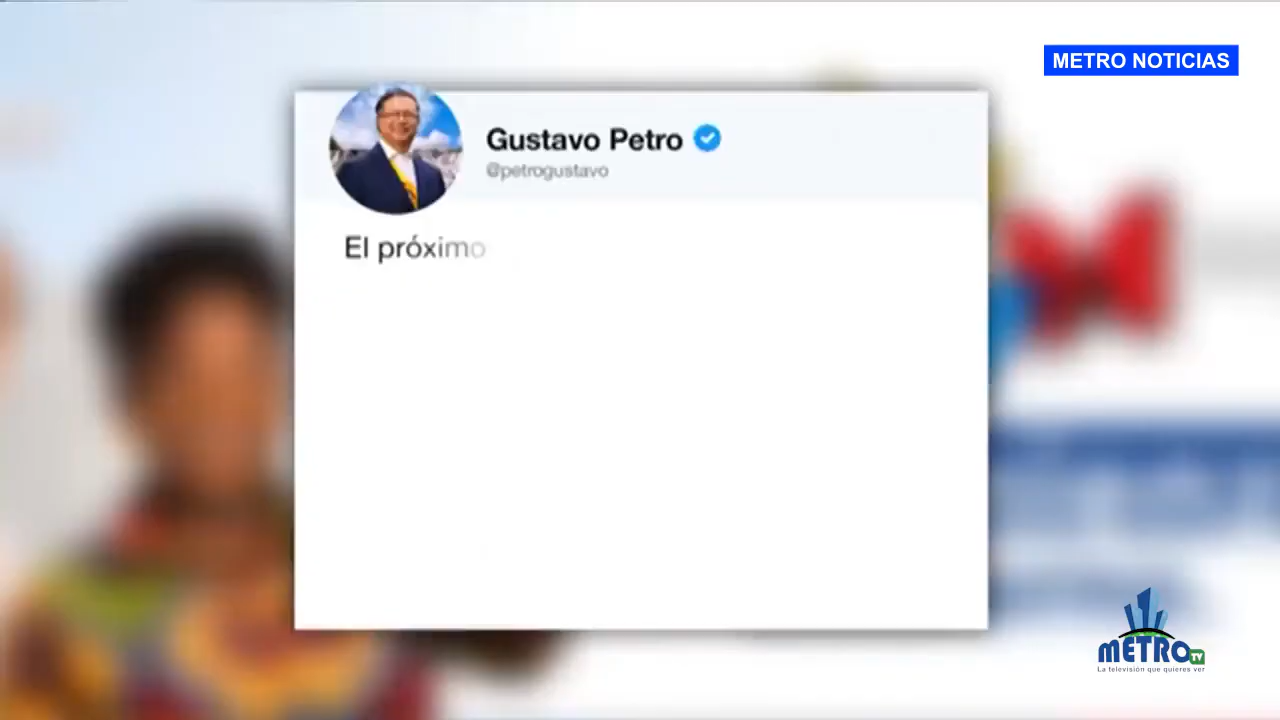 METRO NOTICIAS
Gustavo Petro
@petrogustavo
El próximo
METRO TV
La televisión que quieres ver